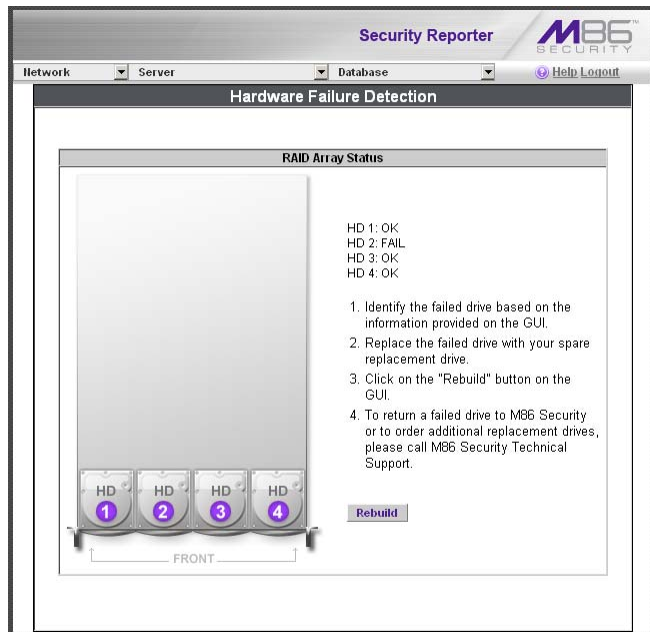 Security Reporter
M86™
SECURITY
Network Server Database Help Logout
Hardware Failure Detection
RAID Array Status
HD 1: OK
HD 2: FAIL
HD 3: OK
HD 4: OK
1. Identify the failed drive based on the
information provided on the GUI.
2. Replace the failed drive with your spare
replacement drive.
3. Click on the "Rebuild" button on the
GUI.
4. To return a failed drive to M86 Security
or to order additional replacement drives,
please call M86 Security Technical
Support.
Rebuild
HD HD HD HD
1 2 3 4
FRONT